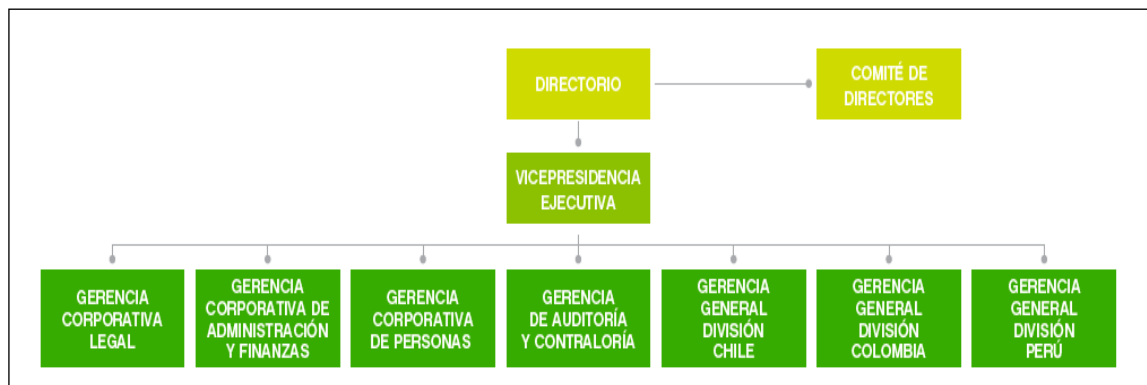 DIRECTORIO
COMITÉ DE
DIRECTORES
VICEPRESIDENCIA
EJECUTIVA
GERENCIA
CORPORATIVA
LEGAL
GERENCIA
CORPORATIVA DE
ADMINISTRACIÓN
Y FINANZAS
GERENCIA
CORPORATIVA
DE PERSONAS
GERENCIA
DE AUDITORÍA
Y CONTRALORÍA
GERENCIA
GENERAL
DIVISIÓN
CHILE
GERENCIA
GENERAL
DIVISIÓN
COLOMBIA
GERENCIA
GENERAL
DIVISIÓN
PERÚ